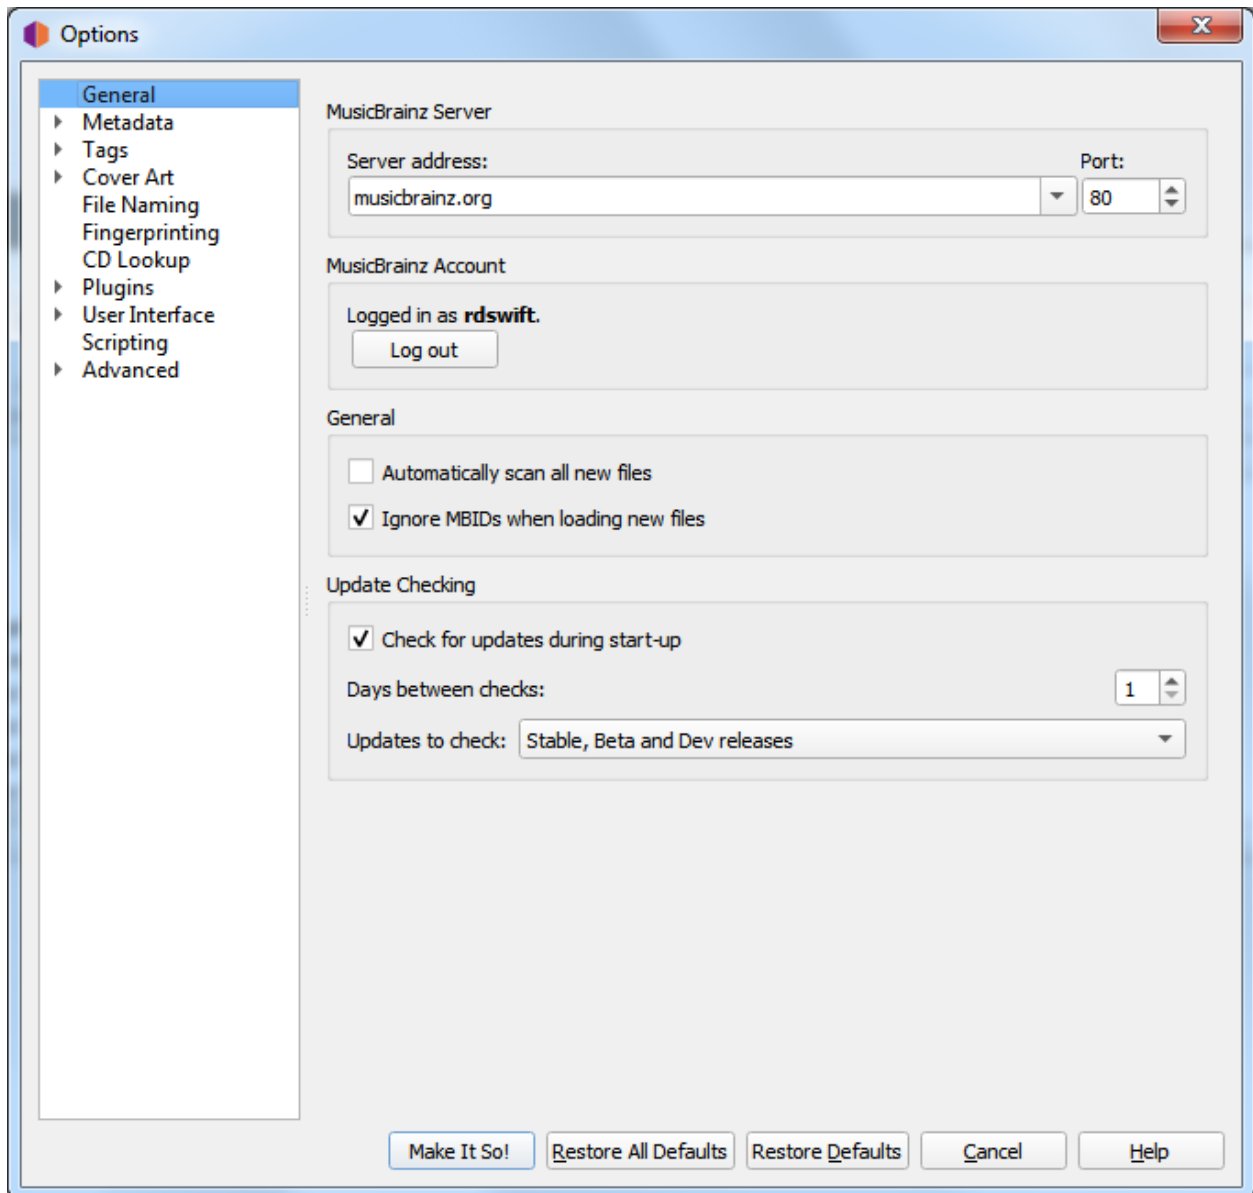 Options
General
Metadata
Tags
Cover Art
File Naming
Fingerprinting
CD Lookup
Plugins
User Interface
Scripting
Advanced
MusicBrainz Server
Server address: Port:
musicbrainz.org 80
MusicBrainz Account
Logged in as rdswift.
Log out
General
Automatically scan all new files
Ignore MBIDs when loading new files
Update Checking
Check for updates during start-up
Days between checks: 1
Updates to check: Stable, Beta and Dev releases
Make It So! Restore All Defaults Restore Defaults Cancel Help